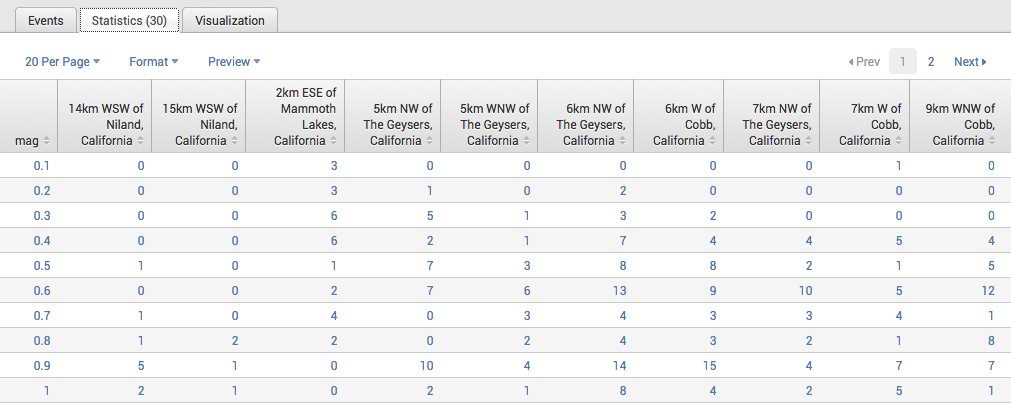 Events Statistics (30) Visualization
20 Per Page Format Preview Prev 1 2 Next
mag 14km WSW of Niland, California 15km WSW of Niland, California 2km ESE of Mammoth Lakes, California 5km NW of The Geysers, California 5km WNW of The Geysers, California 6km NW of The Geysers, California 6km W of Cobb, California 7km NW of The Geysers, California 7km W of Cobb, California 9km WNW of Cobb, California
0.1 0 0 3 0 0 0 0 0 1 0
0.2 0 0 3 1 0 2 0 0 0 0
0.3 0 0 6 5 1 3 2 0 0 0
0.4 0 0 6 2 1 7 4 4 5 4
0.5 1 0 1 7 3 8 8 2 1 5
0.6 0 0 2 7 6 13 9 10 5 12
0.7 1 0 4 0 3 4 3 3 4 1
0.8 1 2 2 0 2 4 3 2 1 8
0.9 5 1 0 10 4 14 15 4 7 7
1 2 1 0 2 1 8 4 2 5 1